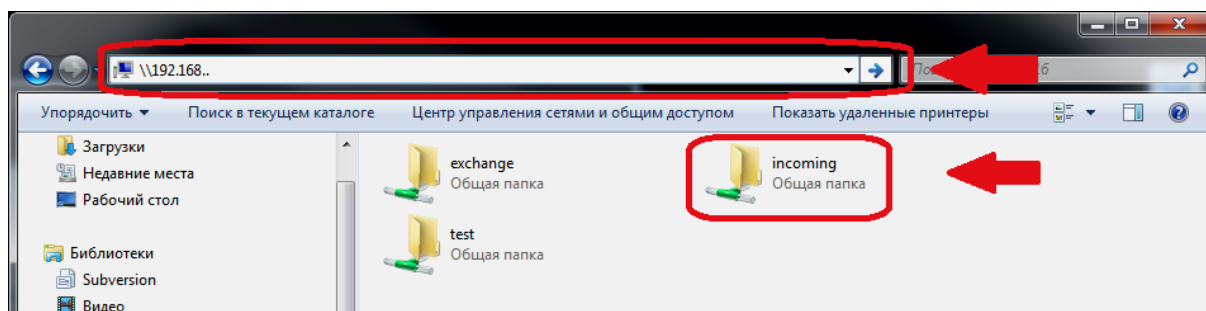 \\192.168..
Упорядочить Поиск в текущем каталоге Центр управления сетями и общим доступом Показать удаленные принтеры
Загрузки
Недавние места
Рабочий стол
Библиотеки
Subversion
Видео
exchange
Общая папка
incoming
Общая папка
test
Общая папка